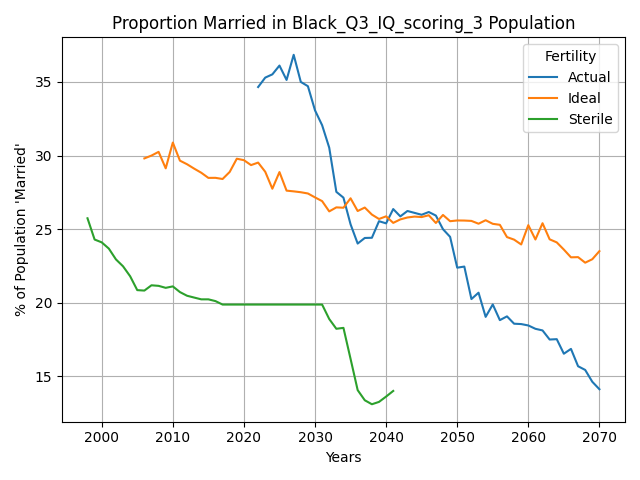 Proportion Married in Black_Q3_IQ_scoring_3 Population
% of Population 'Married'
35
30
25
20
15
Fertility
Actual
Ideal
Sterile
2000 2010 2020 2030 2040 2050 2060 2070
Years